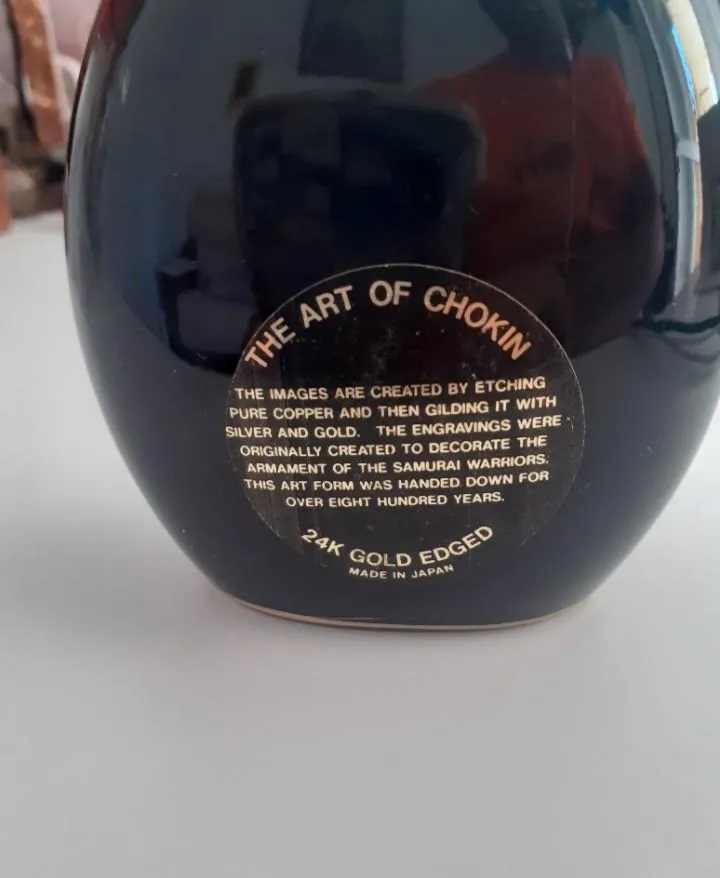 THE ART OF CHOKIN
THE IMAGES ARE CREATED BY ETCHING
PURE COPPER AND THEN GILDING IT WITH
SILVER AND GOLD. THE ENGRAVINGS WERE
ORIGINALLY CREATED TO DECORATE THE
ARMAMENT OF THE SAMURAI WARRIORS.
THIS ART FORM WAS HANDED DOWN FOR
OVER EIGHT HUNDRED YEARS.
24K GOLD EDGED
MADE IN JAPAN